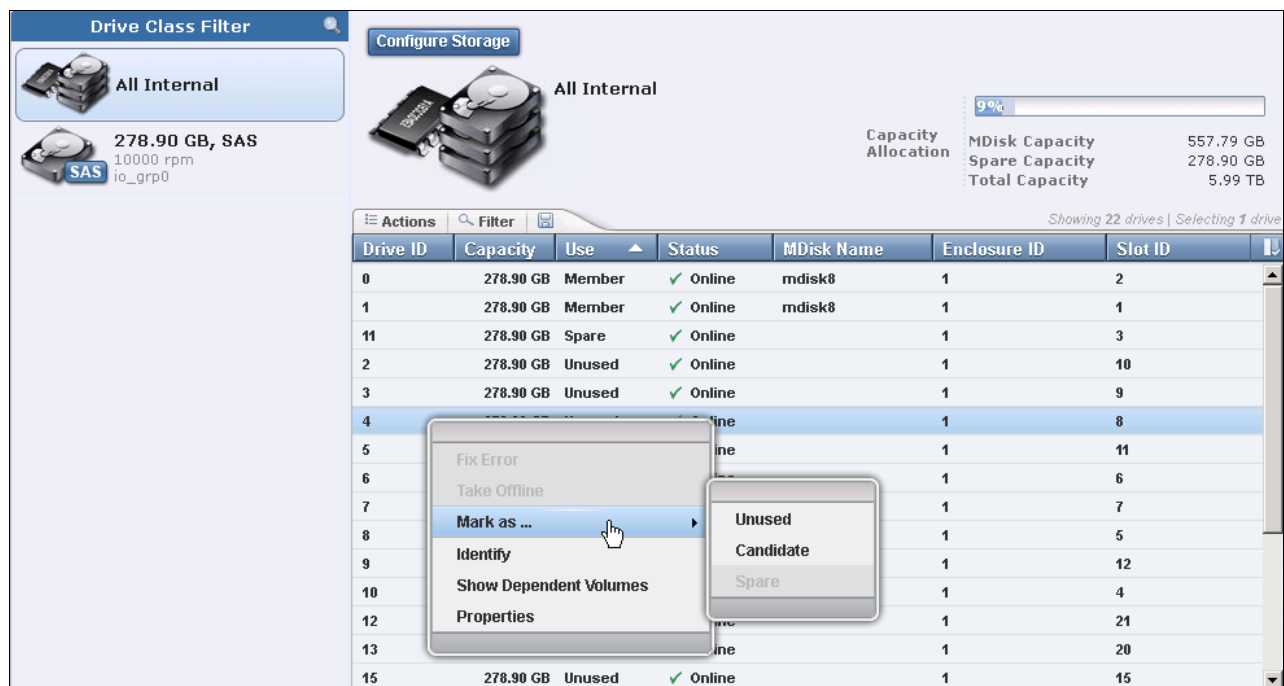 Drive Class Filter
All Internal
278.90 GB, SAS
10000 rpm
io_grp0
SAS
Configure Storage
All Internal
9%
Capacity Allocation
MDisk Capacity 557.79 GB
Spare Capacity 278.90 GB
Total Capacity 5.99 TB
Actions Filter
Showing 22 drives | Selecting 1 drive
Drive ID Capacity Use Status MDisk Name Enclosure ID Slot ID
0 278.90 GB Member ✓ Online mdisk8 1 2
1 278.90 GB Member ✓ Online mdisk8 1 1
11 278.90 GB Spare ✓ Online 1 3
2 278.90 GB Unused ✓ Online 1 10
3 278.90 GB Unused ✓ Online 1 9
4 1 8
5 1 11
6 1 6
7 1 7
8 1 5
9 1 12
10 1 4
12 1 21
13 1 20
15 278.90 GB Unused ✓ Online 1 15
Fix Error
Take Offline
Mark as ...
Identify
Show Dependent Volumes
Properties
Unused
Candidate
Spare